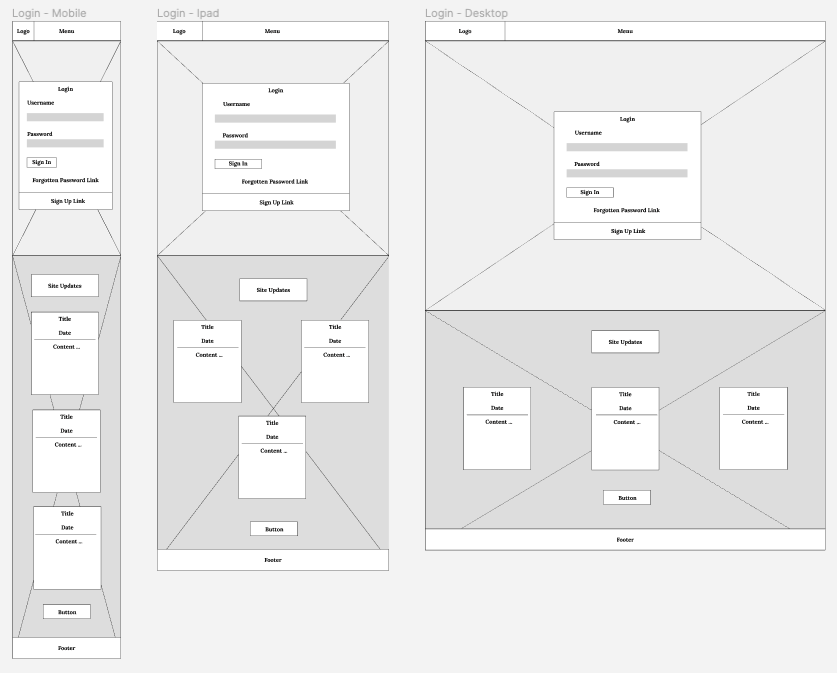 Login - Mobile
Logo Menu
Login
Username
Password
Sign In
Forgotten Password Link
Sign Up Link
Site Updates
Title
Date
Content ...
Title
Date
Content ...
Title
Date
Content ...
Button
Footer
Login - Ipad
Logo Menu
Login
Username
Password
Sign In
Forgotten Password Link
Sign Up Link
Site Updates
Title
Date
Content ...
Title
Date
Content ...
Title
Date
Content ...
Button
Footer
Login - Desktop
Logo Menu
Login
Username
Password
Sign In
Forgotten Password Link
Sign Up Link
Site Updates
Title
Date
Content ...
Title
Date
Content ...
Title
Date
Content ...
Button
Footer